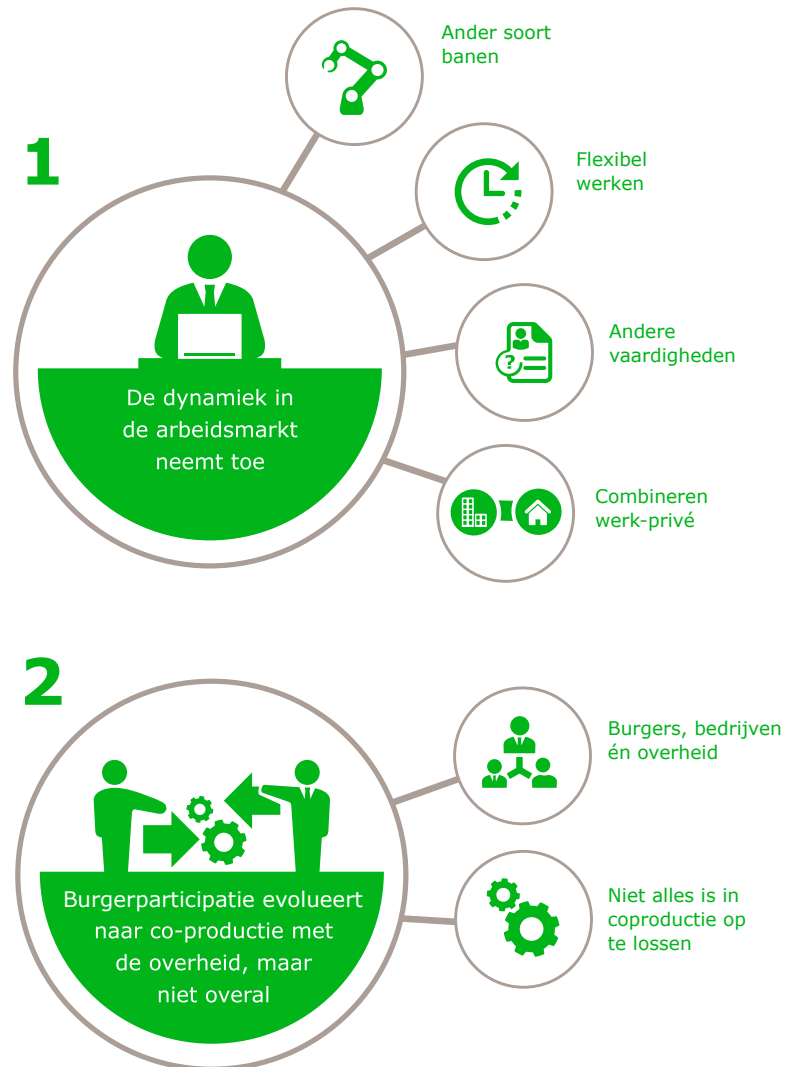 1
De dynamiek in
de arbeidsmarkt
neemt toe
Ander soort
banen
Flexibel
werken
?
Andere
vaardigheden
Combineren
werk-privé
2
Burgerparticipatie evolueert
naar co-productie met
de overheid, maar
niet overal
Burgers, bedrijven
én overheid
Niet alles is in
coproductie op
te lossen